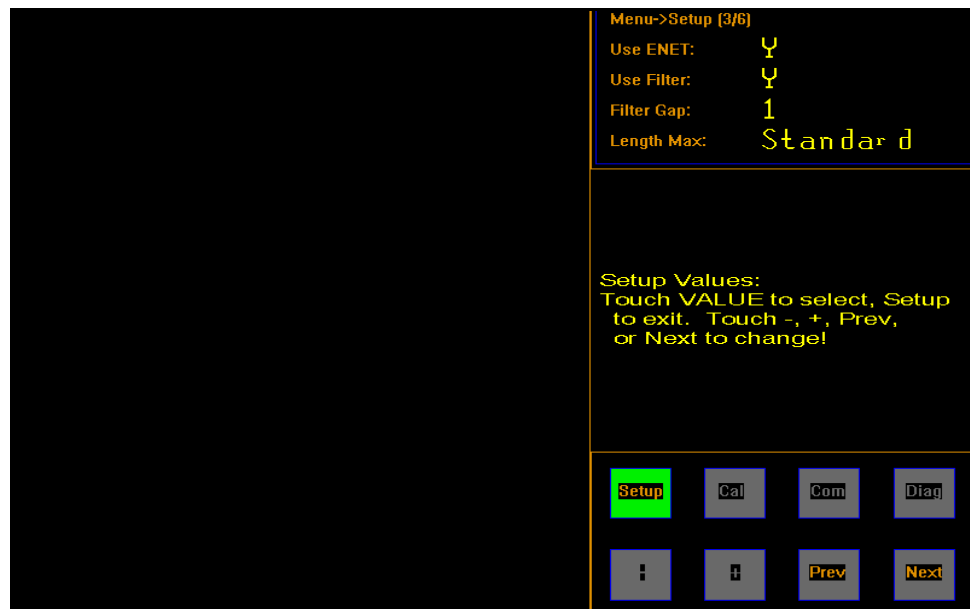 Menu->Setup (3/6)
Use ENET: Y
Use Filter: Y
Filter Gap: 1
Length Max: Standard
Setup Values:
Touch VALUE to select, Setup
to exit. Touch -, +, Prev,
or Next to change!
Setup Cal Com Diag
- + Prev Next